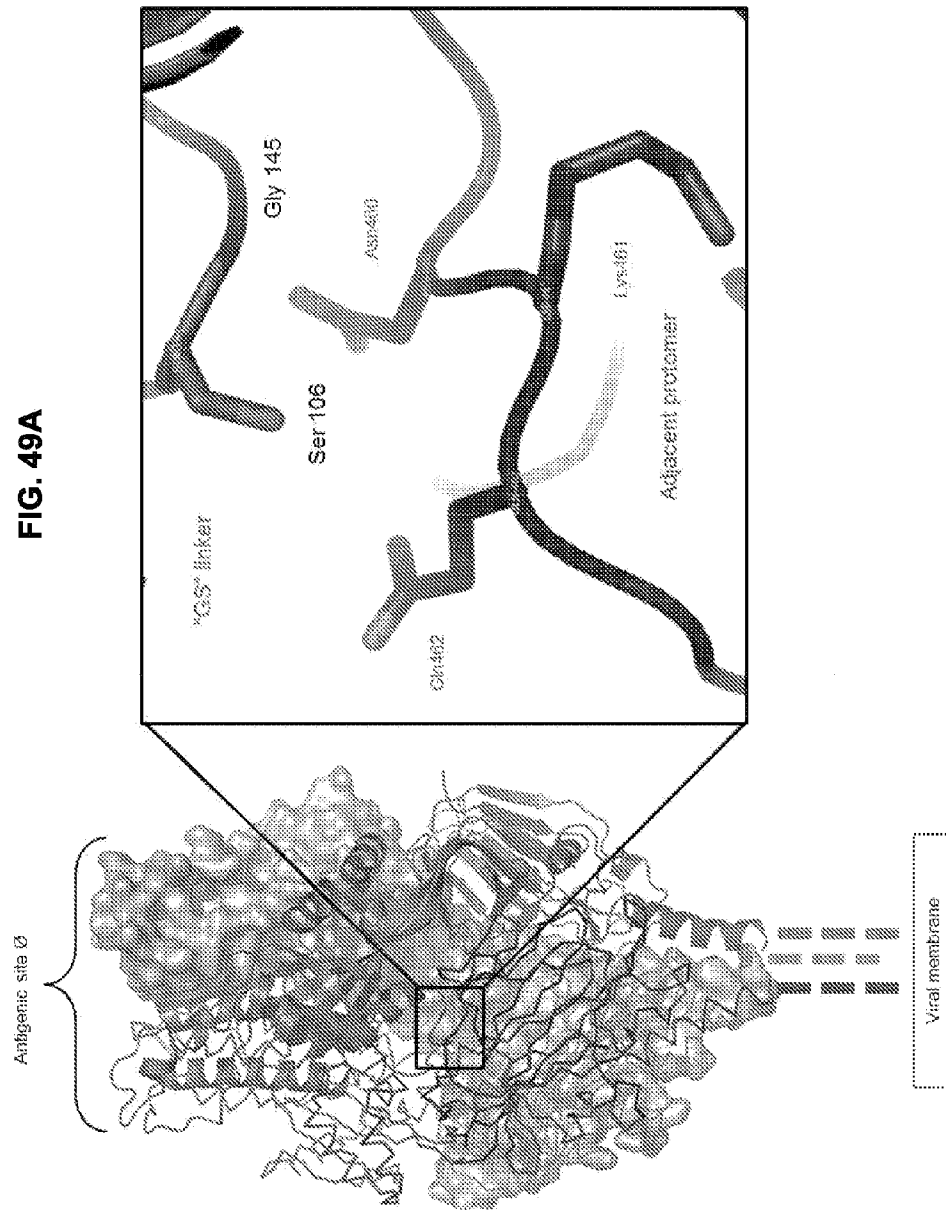 FIG. 49A
Antigenic site Ø
Viral membrane
"GS" linker
Ser 106
Gly 145
Asn460
Gln462
Lys461
Adjacent protomer